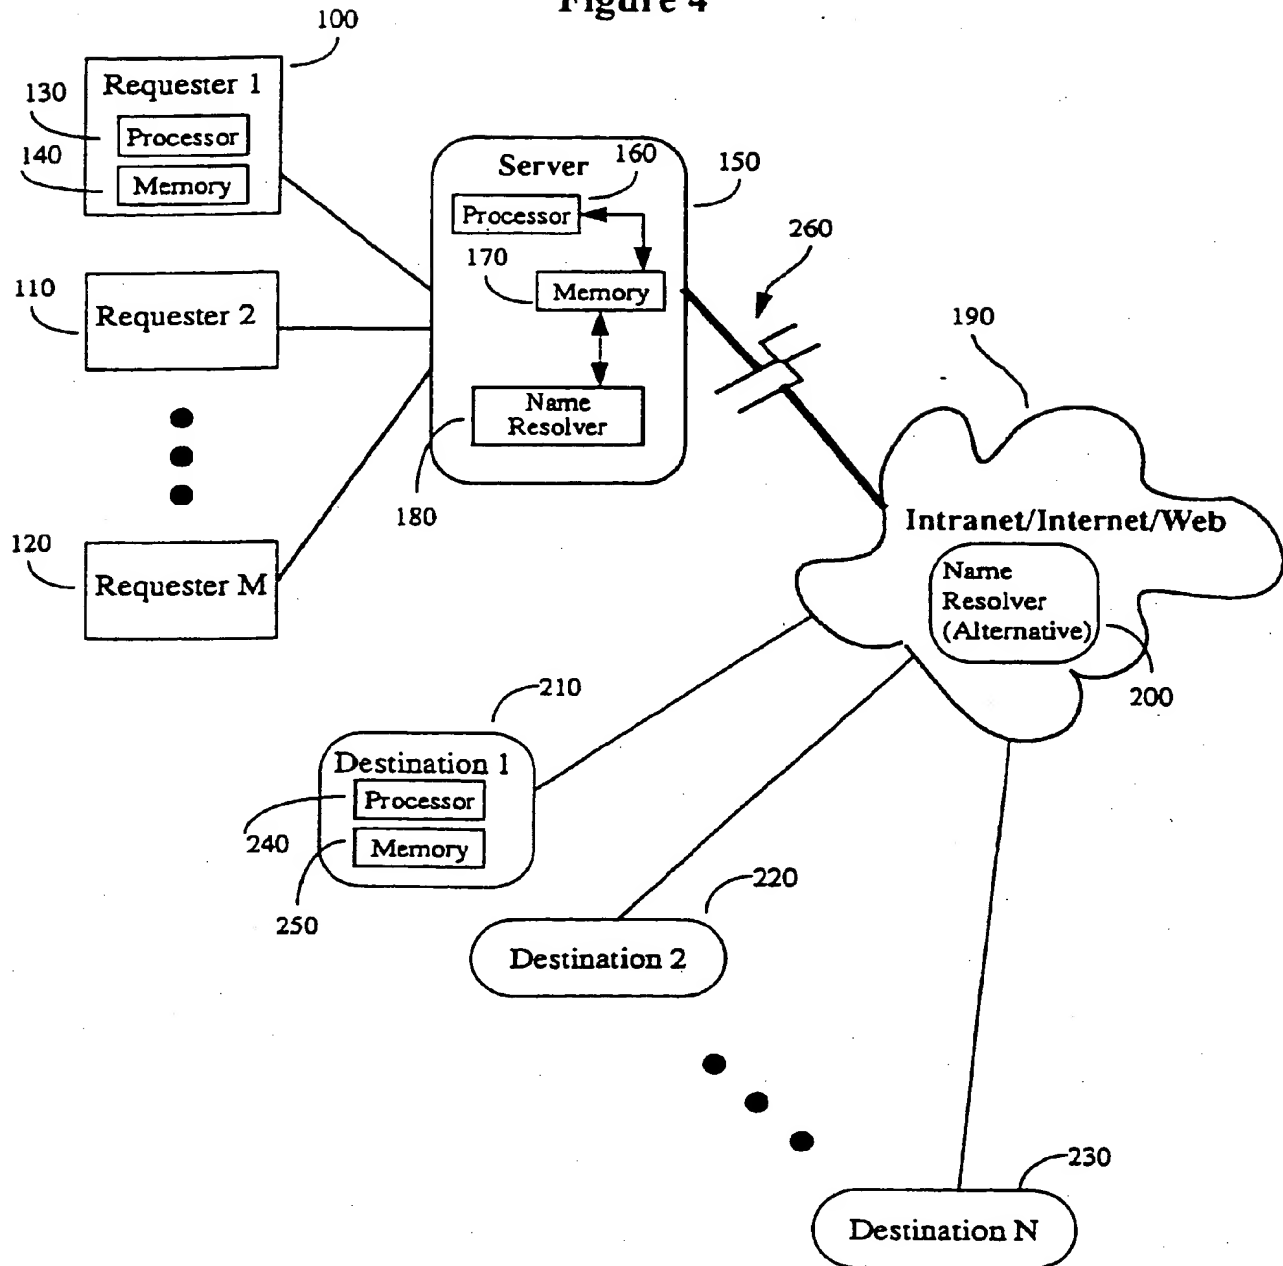 Figure 4
100
Requester 1
130
Processor
140
Memory
Server
160
150
Processor
170
Memory
260
110
Requester 2
190
Name
Resolver
180
Intranet/Internet/Web
120
Requester M
Name
Resolver
(Alternative)
200
210
Destination 1
Processor
240
Memory
250
220
Destination 2
230
Destination N